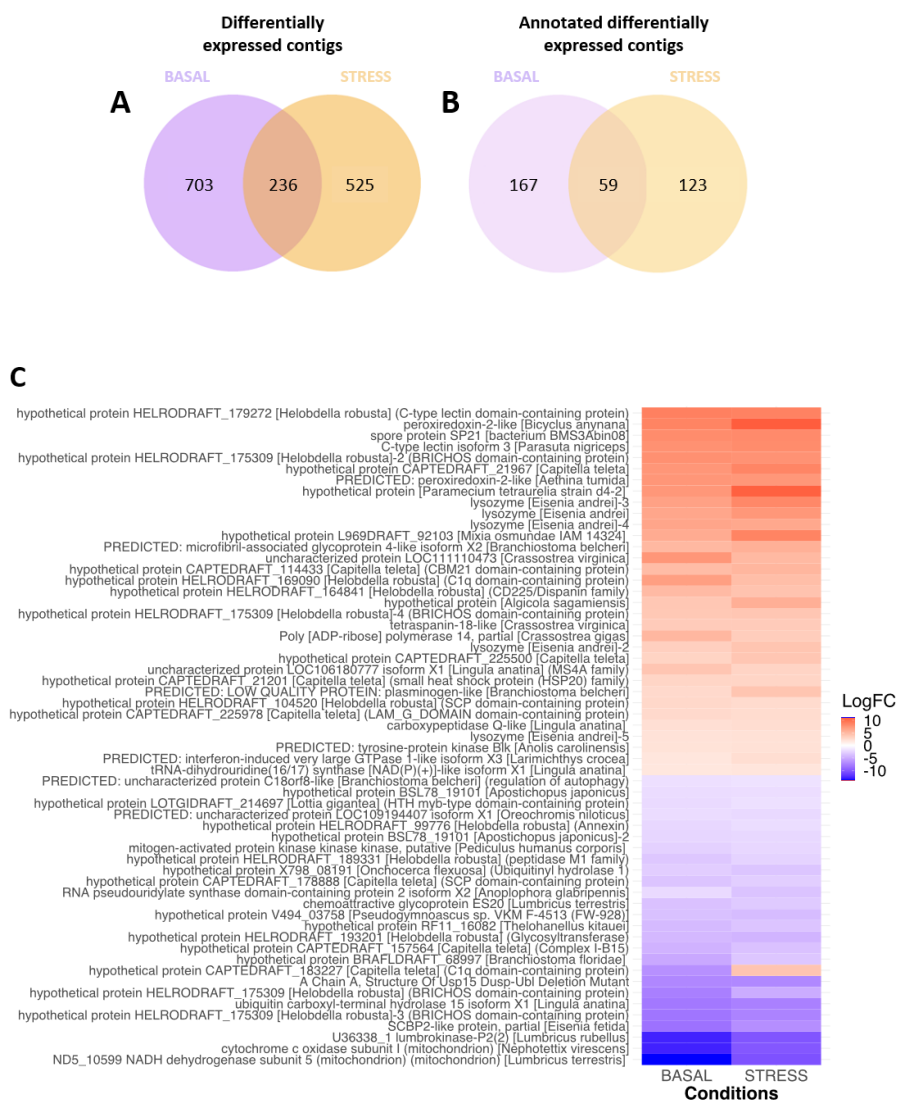 Differentially
expressed contigs
Annotated differentially
expressed contigs
BASAL
STRESS
BASAL
STRESS
A
B
703
236
525
167
59
123
C
hypothetical protein HELRODRAFT_179272 [Helobdella robusta] (C-type lectin domain-containing protein)
peroxiredoxin-2-like [Bicyclus anynana]
spore protein SP21 [bacterium BMS3Abin08]
C-type lectin isoform 3 [Parasuta nigriceps]
hypothetical protein HELRODRAFT_175309 [Helobdella robusta]-2 (BRICHOS domain-containing protein)
hypothetical protein CAPTEDRAFT_21967 [Capitella teleta]
PREDICTED: peroxiredoxin-2-like [Aethina tumida]
hypothetical protein [Paramecium tetraurelia strain d4-2]
lysozyme [Eisenia andrei]-3
lysozyme [Eisenia andrei]
lysozyme [Eisenia andrei]-4
hypothetical protein L969DRAFT_92103 [Mixia osmundae IAM 14324]
PREDICTED: microfibril-associated glycoprotein 4-like isoform X2 [Branchiostoma belcheri]
uncharacterized protein LOC111110473 [Crassostrea virginica]
hypothetical protein CAPTEDRAFT_114433 [Capitella teleta] (CBM21 domain-containing protein)
hypothetical protein HELRODRAFT_169090 [Helobdella robusta] (C1q domain-containing protein)
hypothetical protein HELRODRAFT_164841 [Helobdella robusta] (CD225/Dispanin family)
hypothetical protein [Algicola sagamiensis]
hypothetical protein HELRODRAFT_175309 [Helobdella robusta]-4 (BRICHOS domain-containing protein)
tetraspanin-18-like [Crassostrea virginica]
Poly [ADP-ribose] polymerase 14, partial [Crassostrea gigas]
lysozyme [Eisenia andrei]-2
hypothetical protein CAPTEDRAFT_225500 [Capitella teleta]
uncharacterized protein LOC106180777 isoform X1 [Lingula anatina] (MS4A family)
hypothetical protein CAPTEDRAFT_21201 [Capitella teleta] (small heat shock protein (HSP20) family)
PREDICTED: LOW QUALITY PROTEIN: plasminogen-like [Branchiostoma belcheri]
hypothetical protein HELRODRAFT_104520 [Helobdella robusta] (SCP domain-containing protein)
hypothetical protein CAPTEDRAFT_225978 [Capitella teleta] (LAM_G_DOMAIN domain-containing protein)
carboxypeptidase Q-like [Lingula anatina]
lysozyme [Eisenia andrei]-5
PREDICTED: tyrosine-protein kinase Blk [Anolis carolinensis]
PREDICTED: interferon-induced very large GTPase 1-like isoform X3 [Larimichthys crocea]
tRNA-dihydrouridine(16/17) synthase [NAD(P)(+)]-like isoform X1 [Lingula anatina]
PREDICTED: uncharacterized protein C18orf8-like [Branchiostoma belcheri] (regulation of autophagy)
hypothetical protein BSL78_19101 [Apostichopus japonicus]
hypothetical protein LOTGIDRAFT_214697 [Lottia gigantea] (HTH myb-type domain-containing protein)
PREDICTED: uncharacterized protein LOC109194407 isoform X1 [Oreochromis niloticus]
hypothetical protein HELRODRAFT_99776 [Helobdella robusta] (Annexin)
hypothetical protein BSL78_19101 [Apostichopus japonicus]-2
mitogen-activated protein kinase kinase kinase, putative [Pediculus humanus corporis]
hypothetical protein HELRODRAFT_189331 [Helobdella robusta] (peptidase M1 family)
hypothetical protein X798_08191 [Onchocerca flexuosa] (Ubiquitinyl hydrolase 1)
hypothetical protein CAPTEDRAFT_178888 [Capitella teleta] (SCP domain-containing protein)
RNA pseudouridylate synthase domain-containing protein 2 isoform X2 [Anoplophora glabripennis]
chemoattractive glycoprotein ES20 [Lumbricus terrestris]
hypothetical protein V494_03758 [Pseudogymnoascus sp. VKM F-4513 (FW-928)]
hypothetical protein RF11_16082 [Thelohanellus kitauei]
hypothetical protein HELRODRAFT_193201 [Helobdella robusta] (Glycosyltransferase)
hypothetical protein CAPTEDRAFT_157564 [Capitella teleta] (Complex I-B15)
hypothetical protein BRAFLDRAFT_68997 [Branchiostoma floridae]
hypothetical protein CAPTEDRAFT_183227 [Capitella teleta] (C1q domain-containing protein)
A Chain A, Structure Of Usp15 Dusp-Ubl Deletion Mutant
hypothetical protein HELRODRAFT_175309 [Helobdella robusta] (BRICHOS domain-containing protein)
ubiquitin carboxyl-terminal hydrolase 15 isoform X1 [Lingula anatina]
hypothetical protein HELRODRAFT_175309 [Helobdella robusta]-3 (BRICHOS domain-containing protein)
SCBP2-like protein, partial [Eisenia fetida]
U36338_1 lumbrokinase-P2(2) [Lumbricus rubellus]
cytochrome c oxidase subunit I (mitochondrion) [Nephotettix virescens]
ND5_10599 NADH dehydrogenase subunit 5 (mitochondrion) (mitochondrion) [Lumbricus terrestris]
LogFC
10
5
0
-5
-10
BASAL
STRESS
Conditions